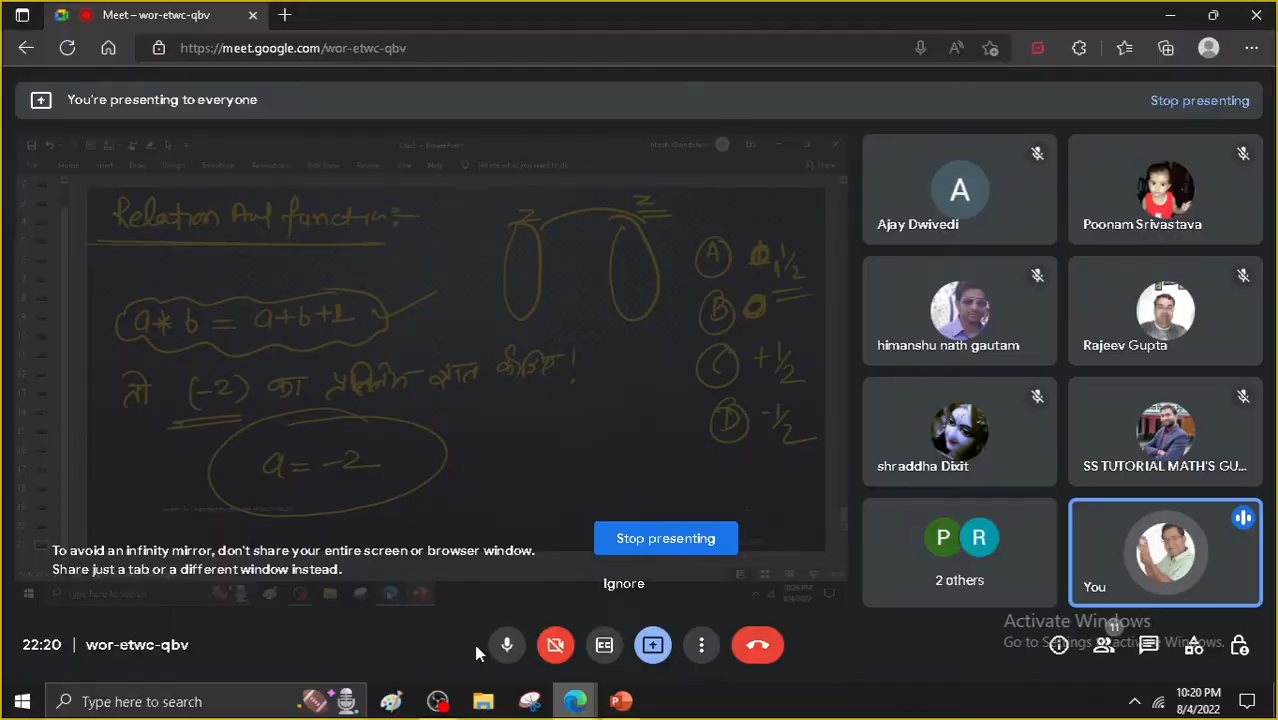 Meet – wor-etwc-qbv
https://meet.google.com/wor-etwc-qbv
You're presenting to everyone
Stop presenting
Relation And function:-
Z
Z
a * b = a+b+1
तो (-2) का प्रतिलोम ज्ञात कीजिए!
a = -2
A 1/2
B 0
C +1/2
D -1/2
To avoid an infinity mirror, don't share your entire screen or browser window.
Share just a tab or a different window instead.
Stop presenting
Ignore
A
Ajay Dwivedi
Poonam Srivastava
himanshu nath gautam
Rajeev Gupta
shraddha Dixit
SS TUTORIAL MATH'S GU...
P R
2 others
You
Activate Windows
Go to Settings to activate Windows.
22:20 | wor-etwc-qbv
11
Type here to search
10:20 PM
8/4/2022